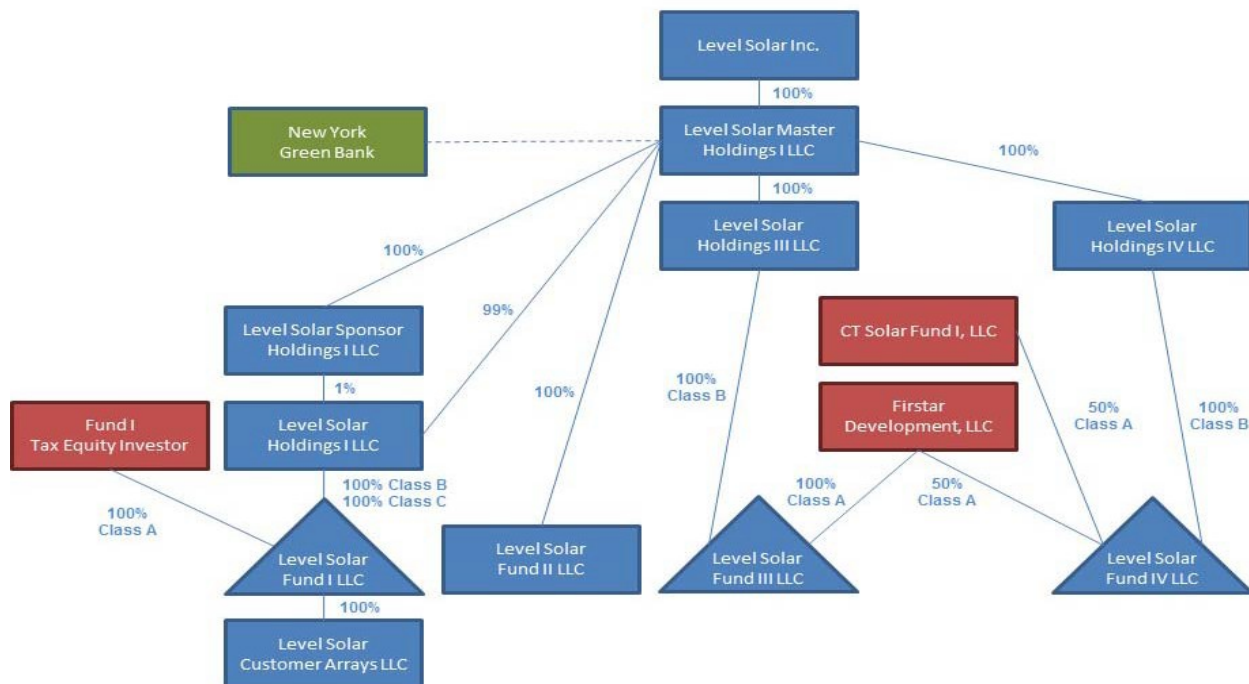 Level Solar Inc.
100%
New York
Green Bank
Level Solar Master
Holdings I LLC
100%
100%
Level Solar
Holdings III LLC
Level Solar
Holdings IV LLC
100%
Level Solar Sponsor
Holdings I LLC
99%
CT Solar Fund I, LLC
1%
100%
100%
Class B
Fund I
Tax Equity Investor
Level Solar
Holdings I LLC
Firstar
Development, LLC
50%
Class A
100%
Class B
100% Class B
100% Class C
100%
Class A
100%
Class A
50%
Class A
Level Solar
Fund I LLC
Level Solar
Fund II LLC
Level Solar
Fund III LLC
Level Solar
Fund IV LLC
100%
Level Solar
Customer Arrays LLC